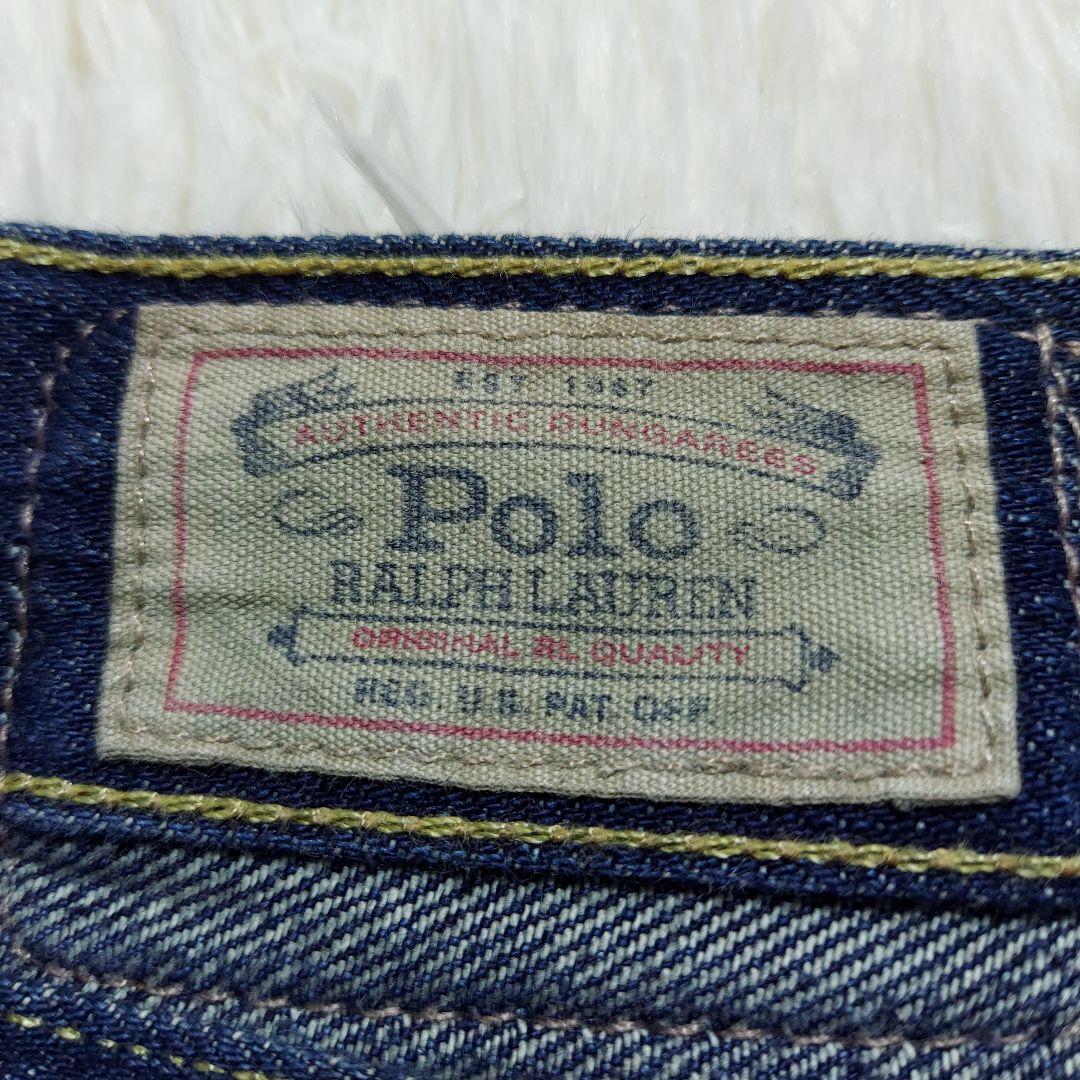 EST 1967
AUTHENTIC DUNGAREES
Polo
RALPH LAUREN
ORIGINAL RL QUALITY
REG. U.S. PAT. OFF